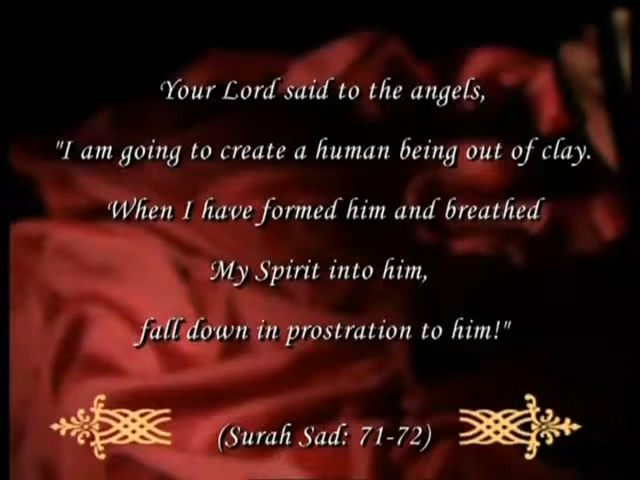 Your Lord said to the angels,
"I am going to create a human being out of clay.
When I have formed him and breathed
My Spirit into him,
fall down in prostration to him!"
(Surah Sad: 71-72)